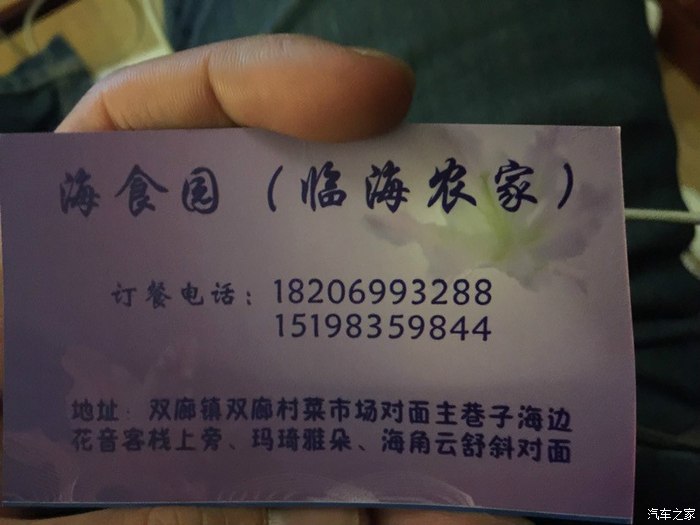 海食园（临海农家）
订餐电话：18206993288
15198359844
地址：双廊镇双廊村菜市场对面主巷子海边
花音客栈上旁、玛琦雅朵、海角云舒斜对面
汽车之家